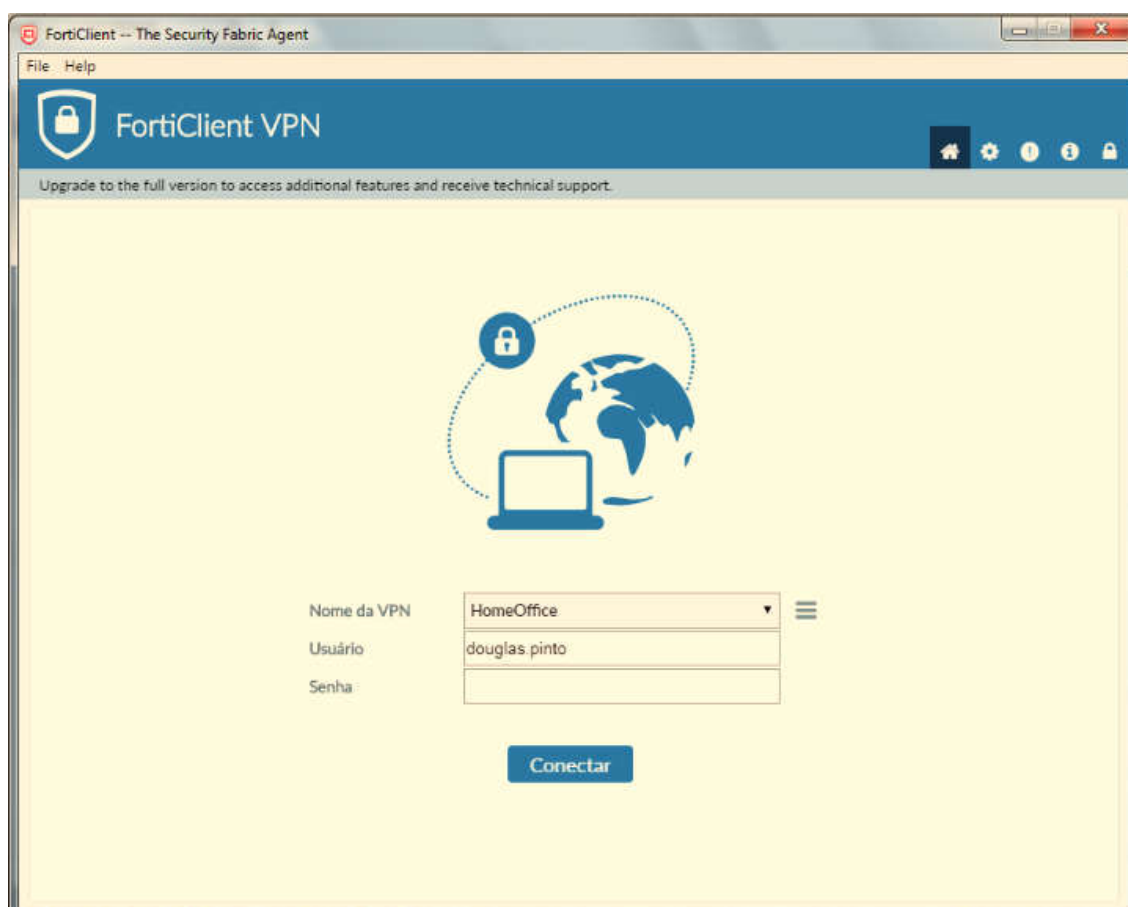 FortiClient -- The Security Fabric Agent
File Help
FortiClient VPN
Upgrade to the full version to access additional features and receive technical support.
Nome da VPN HomeOffice
Usuário douglas.pinto
Senha
Conectar